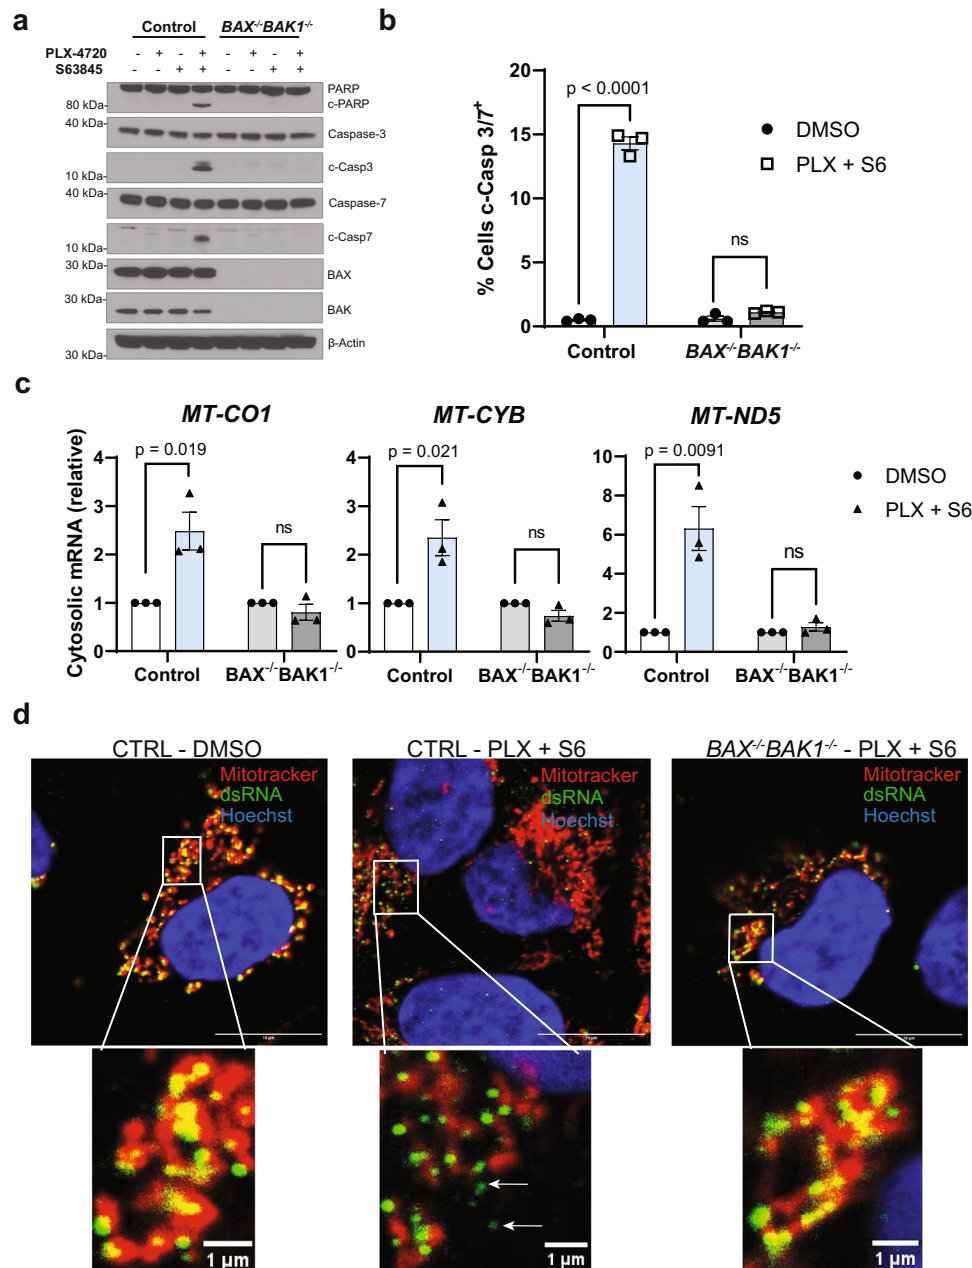 a
Control BAX-/-BAK1-/-
PLX-4720 - + - + - + - +
S63845 - - + + - - + +
PARP
80 kDa- c-PARP
40 kDa-
Caspase-3
c-Casp3
10 kDa-
40 kDa-
Caspase-7
c-Casp7
10 kDa-
30 kDa-
BAX
30 kDa-
BAK
β-Actin
30 kDa-
b
% Cells c-Casp 3/7+
20
15
10
5
0
p < 0.0001
ns
DMSO
PLX + S6
Control BAX-/-BAK1-/-
c
Cytosolic mRNA (relative)
MT-CO1
4
3
2
1
0
p = 0.019
ns
Control BAX-/-BAK1-/-
MT-CYB
4
3
2
1
0
p = 0.021
ns
Control BAX-/-BAK1-/-
MT-ND5
10
8
6
4
2
0
p = 0.0091
ns
Control BAX-/-BAK1-/-
DMSO
PLX + S6
d
CTRL - DMSO
Mitotracker
dsRNA
Hoechst
1 µm
CTRL - PLX + S6
Mitotracker
dsRNA
Hoechst
1 µm
BAX-/-BAK1-/- - PLX + S6
Mitotracker
dsRNA
Hoechst
1 µm